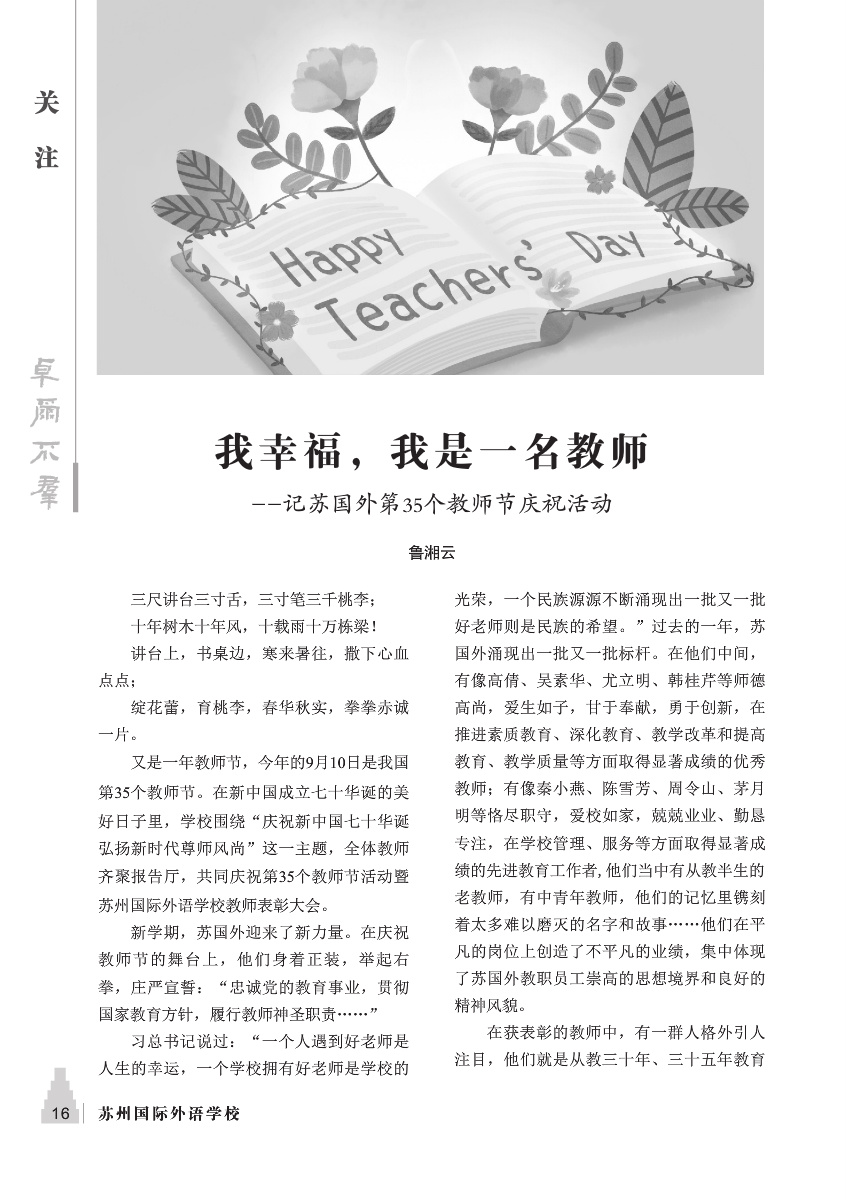 关
注
卓尔不群
Happy
Teachers' Day
我幸福，我是一名教师
--记苏国外第35个教师节庆祝活动
鲁湘云
三尺讲台三寸舌，三寸笔三千桃李；
十年树木十年风，十载雨十万栋梁！
讲台上，书桌边，寒来暑往，撒下心血
点点；
绽花蕾，育桃李，春华秋实，拳拳赤诚
一片。
又是一年教师节，今年的9月10日是我国
第35个教师节。在新中国成立七十华诞的美
好日子里，学校围绕“庆祝新中国七十华诞
弘扬新时代尊师风尚”这一主题，全体教师
齐聚报告厅，共同庆祝第35个教师节活动暨
苏州国际外语学校教师表彰大会。
新学期，苏国外迎来了新力量。在庆祝
教师节的舞台上，他们身着正装，举起右
拳，庄严宣誓：“忠诚党的教育事业，贯彻
国家教育方针，履行教师神圣职责……”
习总书记说过：“一个人遇到好老师是
人生的幸运，一个学校拥有好老师是学校的
光荣，一个民族源源不断涌现出一批又一批
好老师则是民族的希望。”过去的一年，苏
国外涌现出一批又一批标杆。在他们中间，
有像高倩、吴素华、尤立明、韩桂芹等师德
高尚，爱生如子，甘于奉献，勇于创新，在
推进素质教育、深化教育、教学改革和提高
教育、教学质量等方面取得显著成绩的优秀
教师；有像秦小燕、陈雪芳、周令山、茅月
明等恪尽职守，爱校如家，兢兢业业、勤恳
专注，在学校管理、服务等方面取得显著成
绩的先进教育工作者,他们当中有从教半生的
老教师，有中青年教师，他们的记忆里镌刻
着太多难以磨灭的名字和故事……他们在平
凡的岗位上创造了不平凡的业绩，集中体现
了苏国外教职员工崇高的思想境界和良好的
精神风貌。
在获表彰的教师中，有一群人格外引人
注目，他们就是从教三十年、三十五年教育
16 苏州国际外语学校